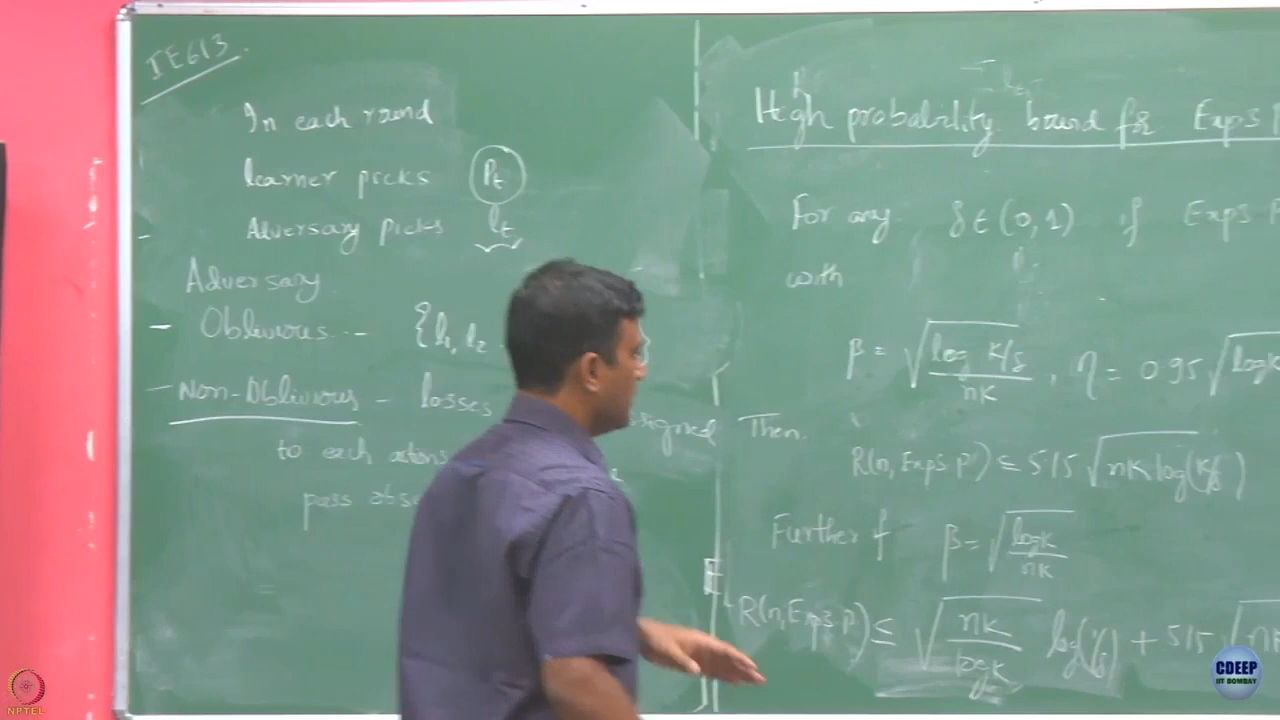 IE613.
In each round
learner picks Pt
Adversary picks lt
Adversary
- Oblivious - {l1, l2
- Non-Oblivious - losses assigned
to each actions
pass obse
High probability bound for Exp3 P
For any δ ∈ (0,1) if Exp3 P
with
β = √(log K/δ / nK), η = 0.95 √(log K
Then
R(n, Exp3 P) ≤ 5.15 √(nK log(K/δ))
Further if β = √(log K / nK)
R(n, Exp3.P) ≤ √(nK / log K) log(1/δ) + 5.15 √(nK
NPTEL
CDEEP
IIT BOMBAY